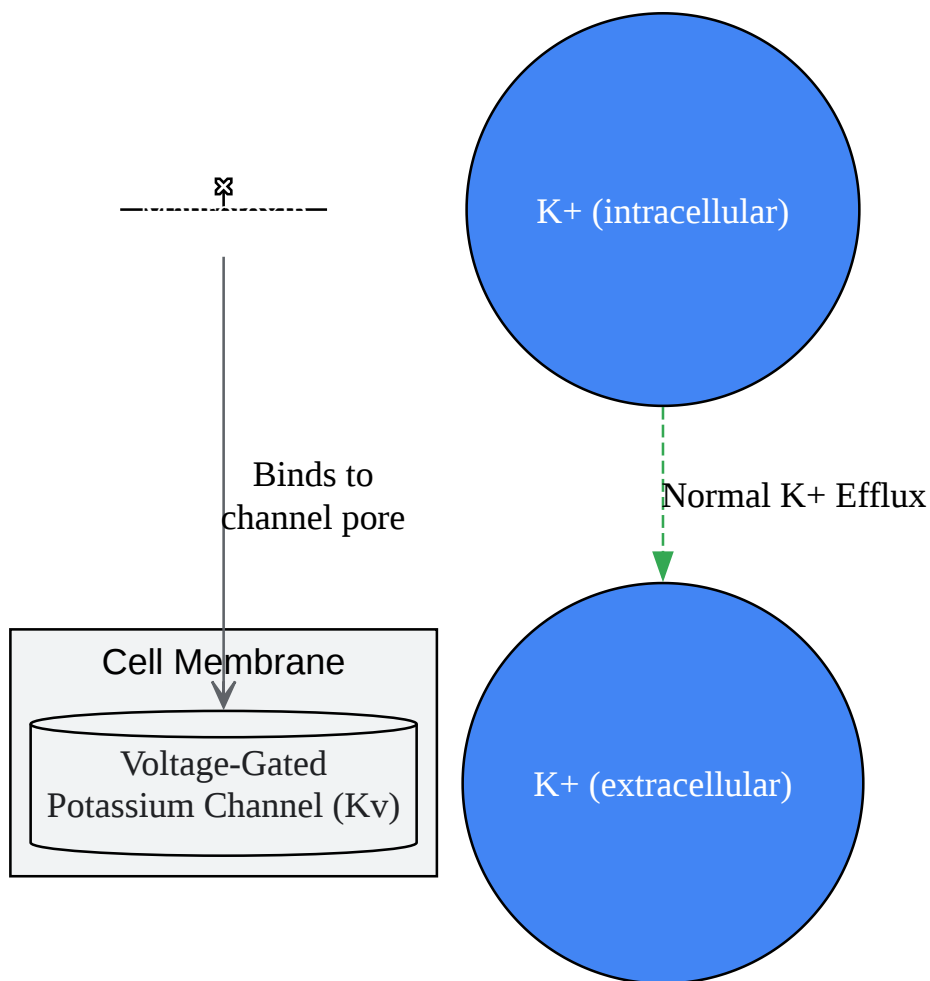 K+ (intracellular)
Binds to
channel pore
Normal K+ Efflux
Cell Membrane
Voltage-Gated
Potassium Channel (Kv)
K+ (extracellular)